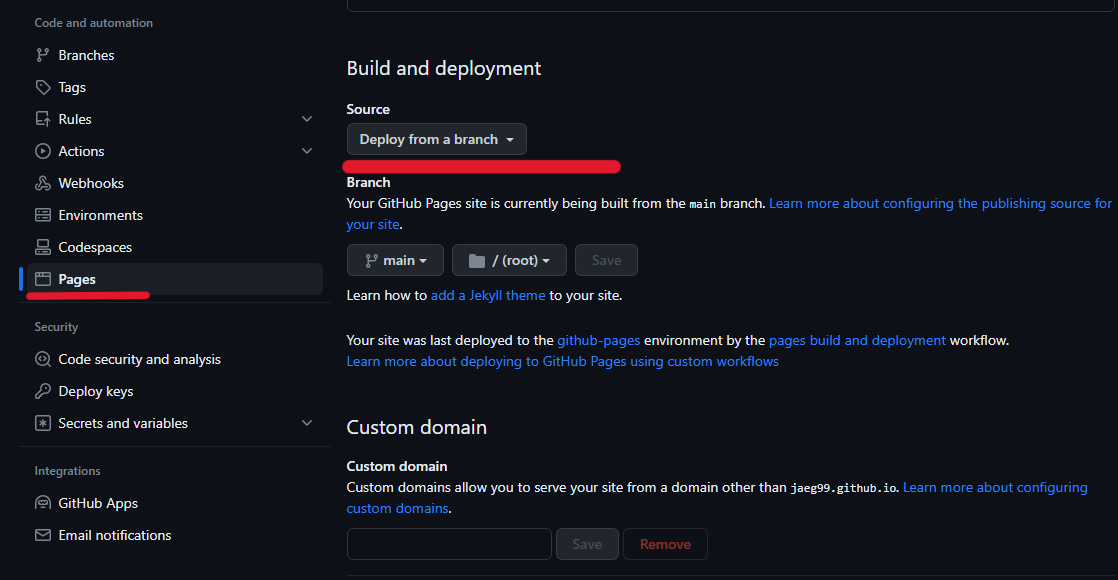 Code and automation
Branches
Tags
Rules
Actions
Webhooks
Environments
Codespaces
Pages
Security
Code security and analysis
Deploy keys
Secrets and variables
Integrations
GitHub Apps
Email notifications
Build and deployment
Source
Deploy from a branch
Branch
Your GitHub Pages site is currently being built from the main branch. Learn more about configuring the publishing source for
your site.
main / (root) Save
Learn how to add a Jekyll theme to your site.
Your site was last deployed to the github-pages environment by the pages build and deployment workflow.
Learn more about deploying to GitHub Pages using custom workflows
Custom domain
Custom domain
Custom domains allow you to serve your site from a domain other than jaeg99.github.io. Learn more about configuring
custom domains.
Save Remove